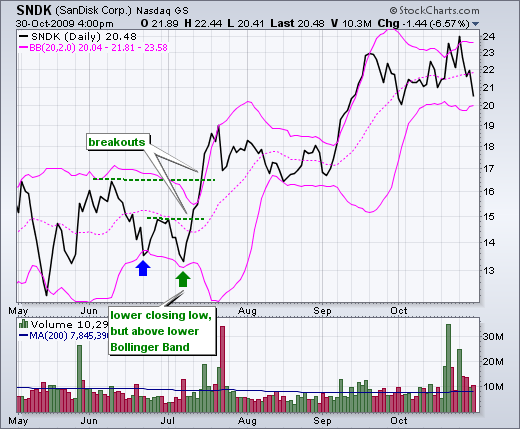 SNDK (SanDisk Corp.) Nasdaq GS
© StockCharts.com
30-Oct-2009 4:00pm O 21.89 H 22.44 L 20.41 Last 20.48 V 10.3M Chg -1.44 (-6.57%)
SNDK (Daily) 20.48
BB(20,2.0) 20.04 - 21.81 - 23.58
24
23
22
21
20
19
18
17
16
15
14
13
breakouts
May Jun Jul Aug Sep Oct
lower closing low,
but above lower
Bollinger Band
Volume 10,29
MA(200) 7,845,390
30M
20M
10M
May Jun Jul Aug Sep Oct